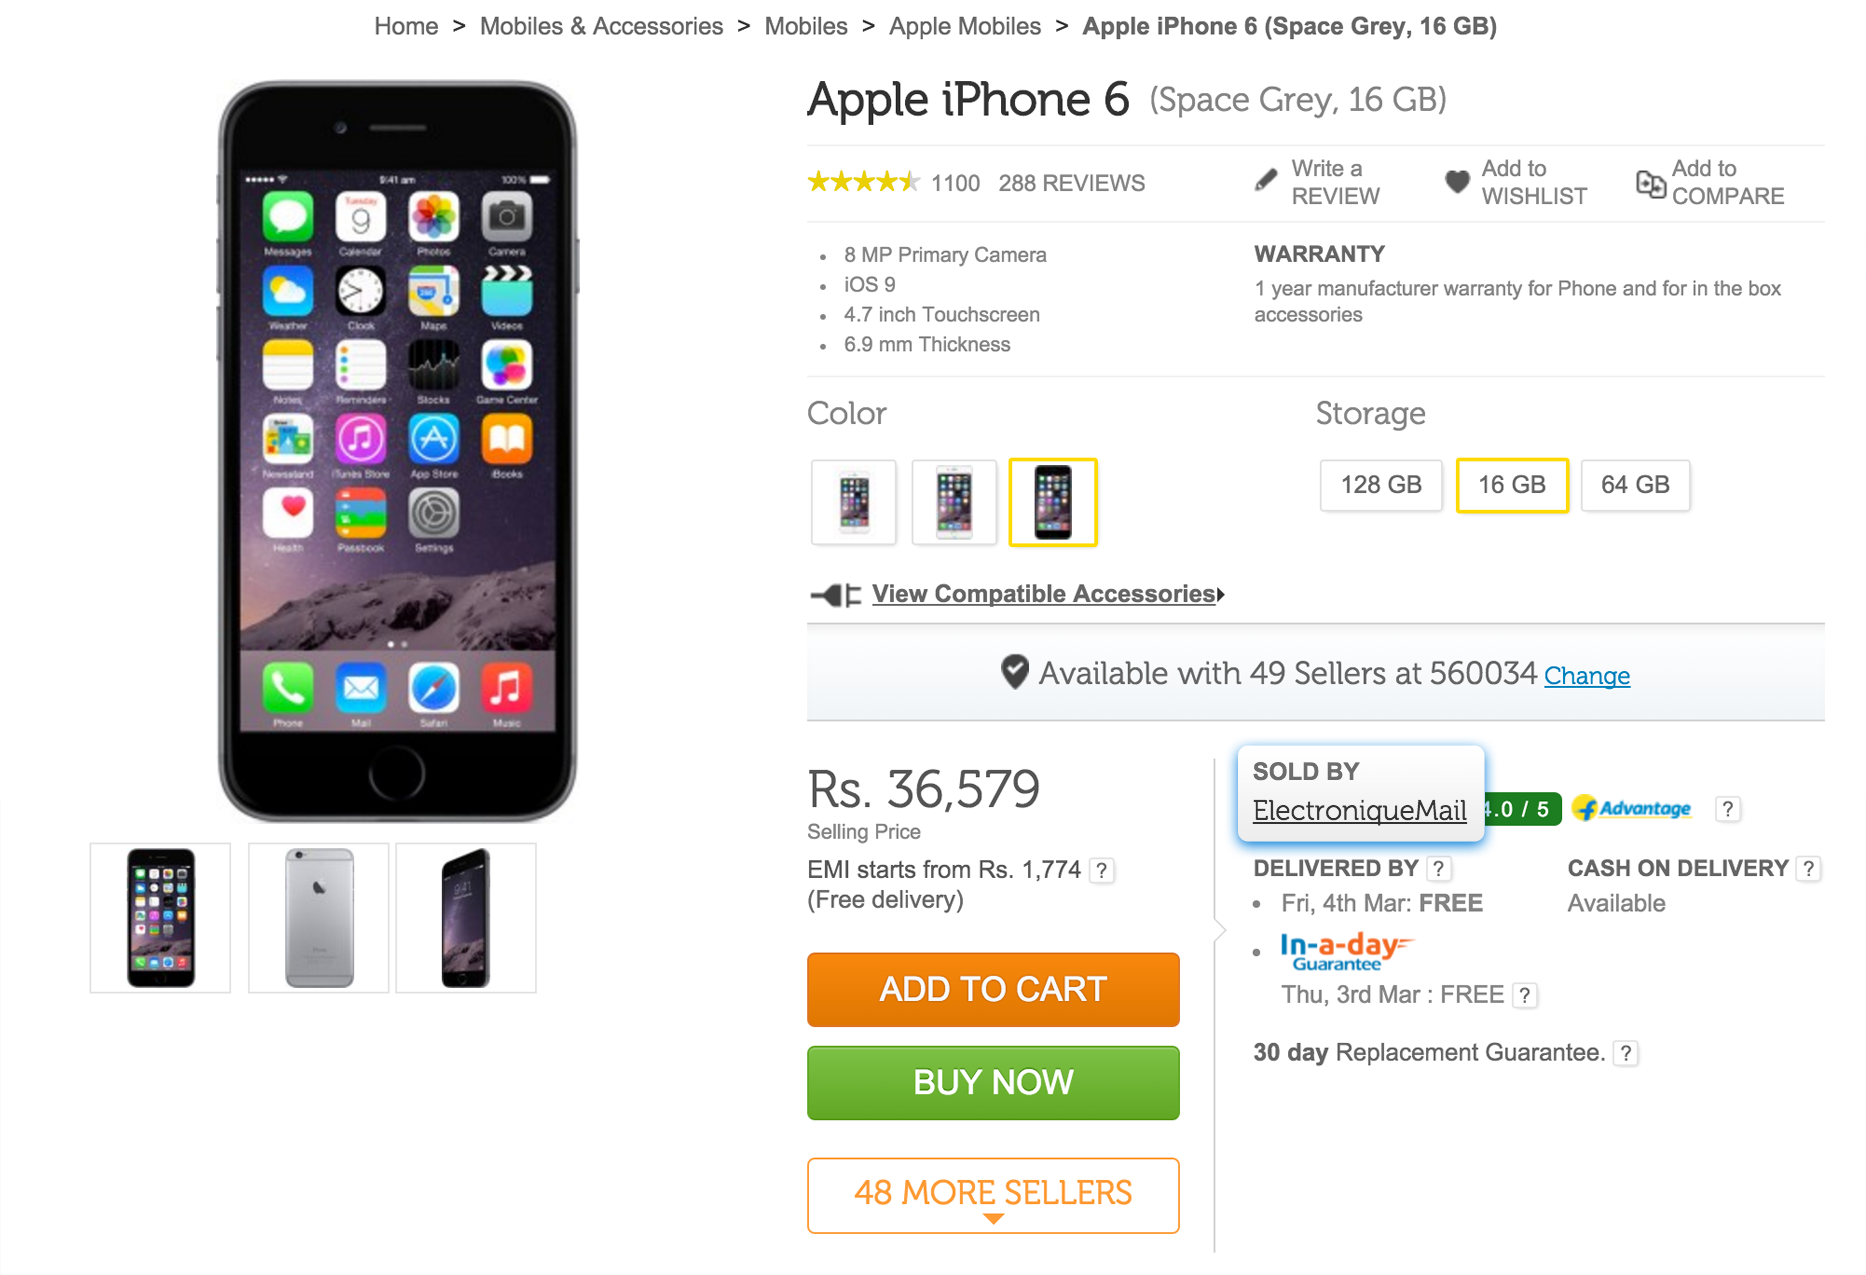 Home > Mobiles & Accessories > Mobiles > Apple Mobiles > Apple iPhone 6 (Space Grey, 16 GB)
Apple iPhone 6 (Space Grey, 16 GB)
1100 288 REVIEWS
Write a
REVIEW
Add to
WISHLIST
Add to
COMPARE
8 MP Primary Camera
iOS 9
4.7 inch Touchscreen
6.9 mm Thickness
WARRANTY
1 year manufacturer warranty for Phone and for in the box
accessories
Color
Storage
128 GB
16 GB
64 GB
View Compatible Accessories
Available with 49 Sellers at 560034 Change
Rs. 36,579
Selling Price
EMI starts from Rs. 1,774 ?
(Free delivery)
ADD TO CART
BUY NOW
48 MORE SELLERS
SOLD BY
ElectroniqueMail
4.0 / 5
Advantage ?
DELIVERED BY ?
Fri, 4th Mar: FREE
In-a-day
Guarantee
Thu, 3rd Mar : FREE ?
CASH ON DELIVERY ?
Available
30 day Replacement Guarantee. ?
9:41 am 100%
Tuesday
9
Messages Calendar Photos Camera
Weather Clock Maps Videos
Notes Reminders Stocks Game Center
Newsstand iTunes Store App Store iBooks
Health Passbook Settings
Phone Mail Safari Music